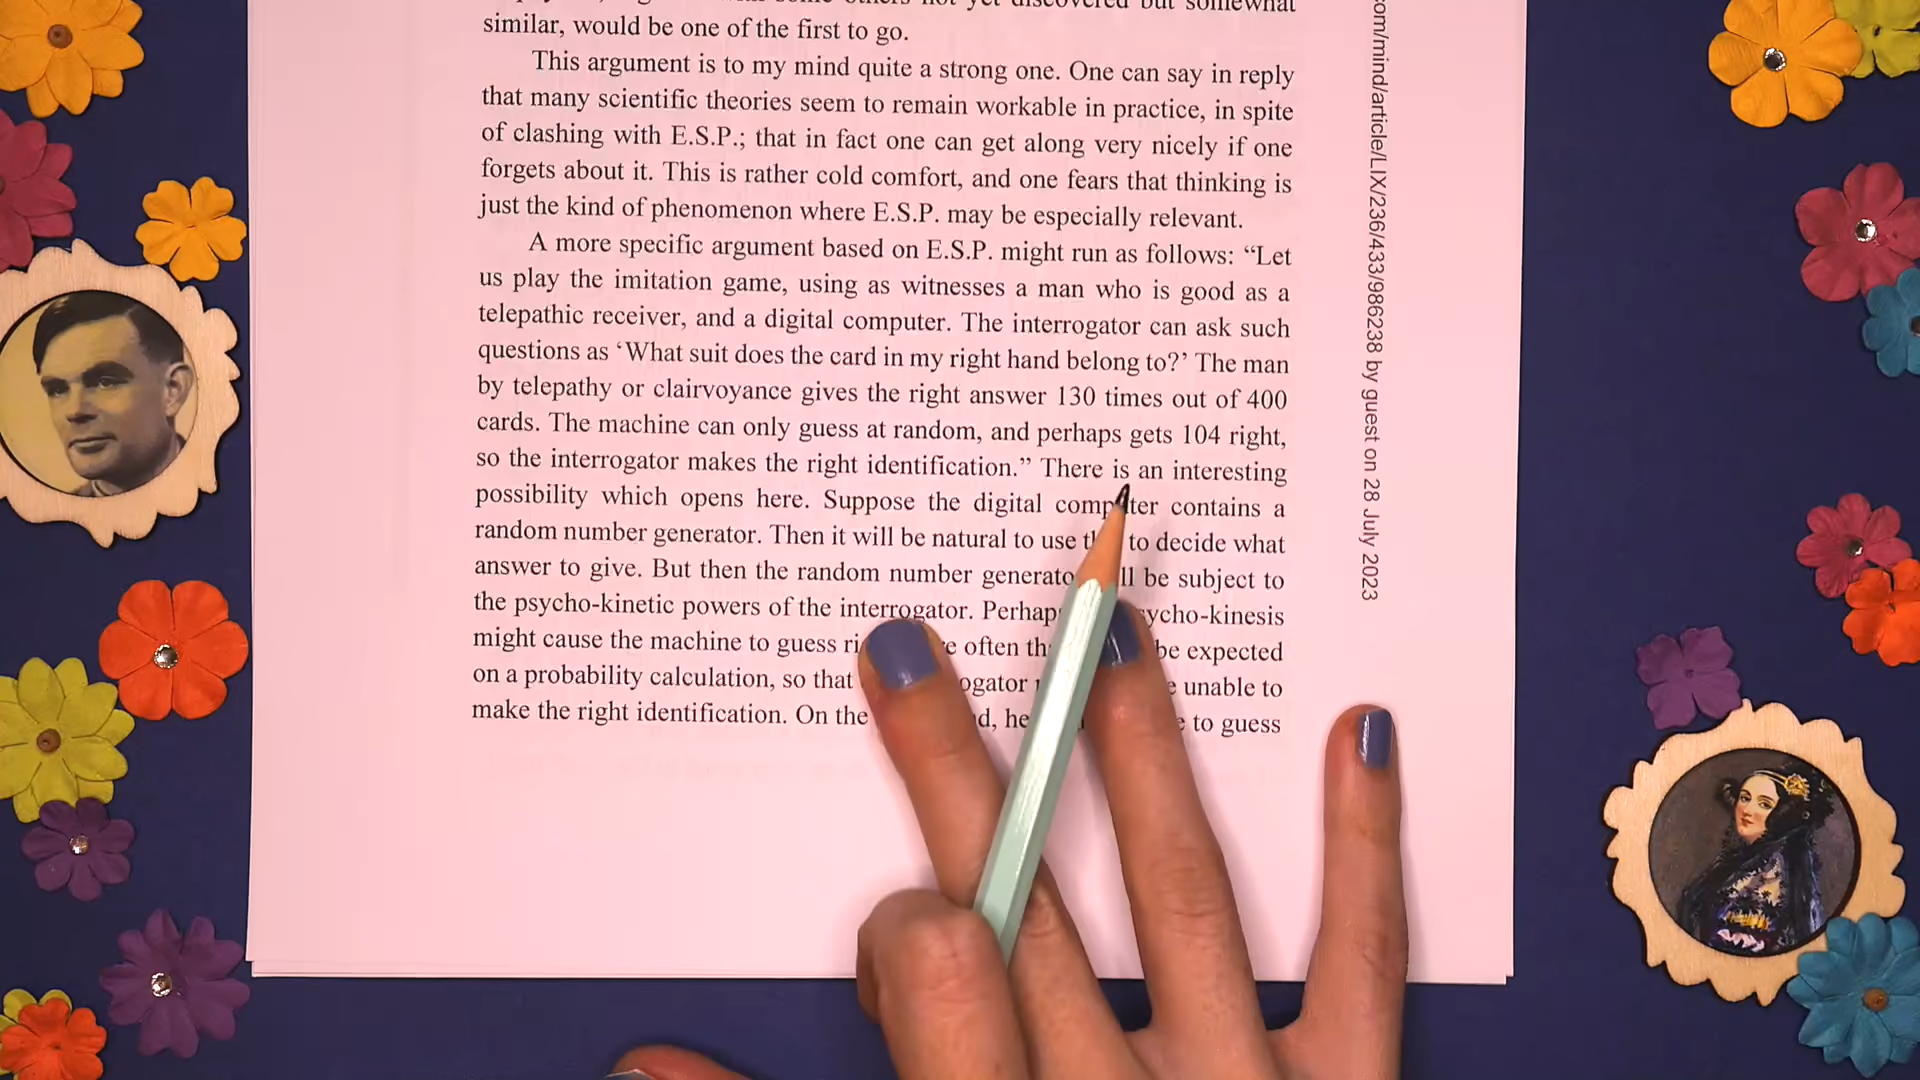 similar, would be one of the first to go.
This argument is to my mind quite a strong one. One can say in reply
that many scientific theories seem to remain workable in practice, in spite
of clashing with E.S.P.; that in fact one can get along very nicely if one
forgets about it. This is rather cold comfort, and one fears that thinking is
just the kind of phenomenon where E.S.P. may be especially relevant.
A more specific argument based on E.S.P. might run as follows: “Let
us play the imitation game, using as witnesses a man who is good as a
telepathic receiver, and a digital computer. The interrogator can ask such
questions as ‘What suit does the card in my right hand belong to?’ The man
by telepathy or clairvoyance gives the right answer 130 times out of 400
cards. The machine can only guess at random, and perhaps gets 104 right,
so the interrogator makes the right identification.” There is an interesting
possibility which opens here. Suppose the digital computer contains a
random number generator. Then it will be natural to use to decide what
answer to give. But then the random number be subject to
the psycho-kinetic powers of the interrogator. psycho-kinesis
might cause the machine to guess often be expected
on a probability calculation, so that unable to
make the right identification. On the to guess
com/mind/article/LIX/236/433/986238 by guest on 28 July 2023